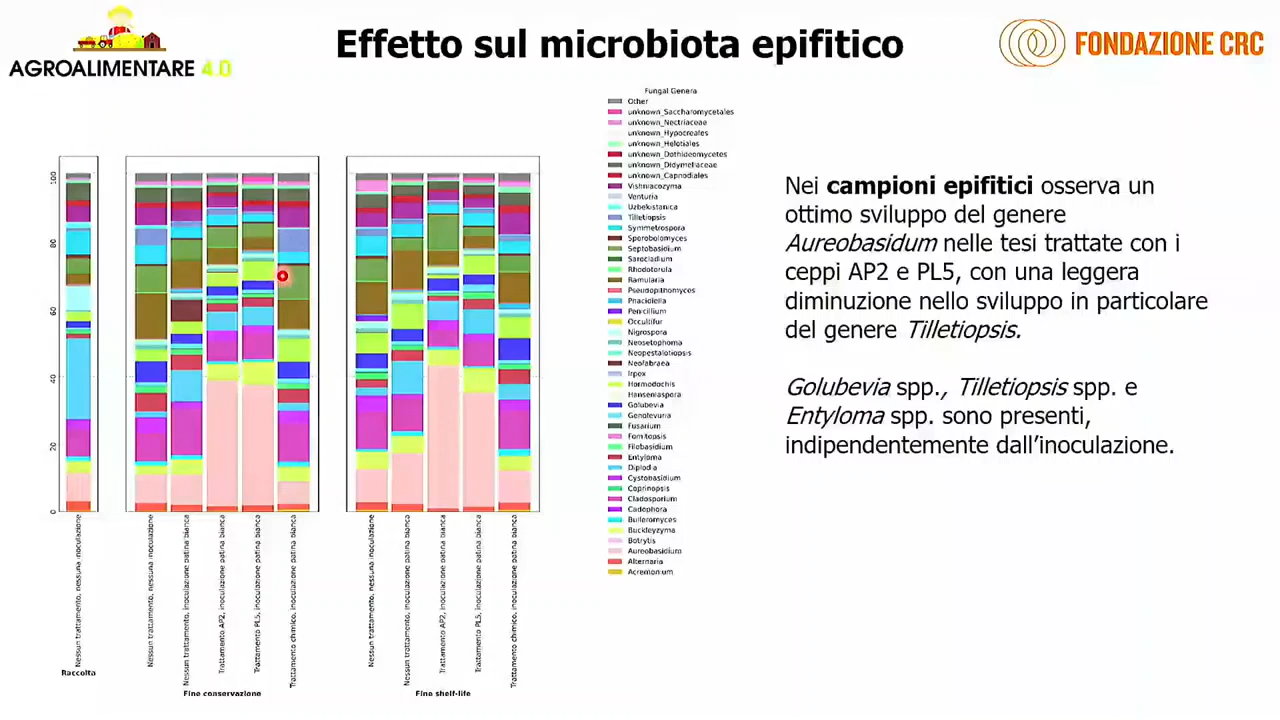 AGROALIMENTARE 4.0
Effetto sul microbiota epifitico
FONDAZIONE CRC
Fungal Genera
Other
unknown_Saccharomycetales
unknown_Nectriaceae
unknown_Hypocreales
unknown_Helotiales
unknown_Dothideomycetes
unknown_Didymellaceae
unknown_Capnodiales
Vishniacozyma
Venturia
Uzbekistanica
Tilletiopsis
Symmetrospora
Sporobolomyces
Septobasidium
Sarocladium
Rhodotorula
Ramularia
Pseudopithomyces
Phacidiella
Penicillium
Occultifur
Nigrospora
Neosetophoma
Neopestalotiopsis
Neofabraea
Irpex
Hormodochis
Hanseniaspora
Golubevia
Genolevuria
Fusarium
Fomitopsis
Filobasidium
Entyloma
Diplodia
Cystobasidium
Coprinopsis
Cladosporium
Cadophora
Bulleromyces
Buckleyzyma
Botrytis
Aureobasidium
Alternaria
Acremonium
100
80
60
40
20
0
Nessun trattamento, nessuna inoculazione
Raccolta
Nessun trattamento, nessuna inoculazione
Nessun trattamento, inoculazione patina bianca
Trattamento AP2, inoculazione patina bianca
Trattamento PL5, inoculazione patina bianca
Trattamento chimico, inoculazione patina bianca
Fine conservazione
Nessun trattamento, nessuna inoculazione
Nessun trattamento, inoculazione patina bianca
Trattamento AP2, inoculazione patina bianca
Trattamento PL5, inoculazione patina bianca
Trattamento chimico, inoculazione patina bianca
Fine shelf-life
Nei campioni epifitici osserva un
ottimo sviluppo del genere
Aureobasidum nelle tesi trattate con i
ceppi AP2 e PL5, con una leggera
diminuzione nello sviluppo in particolare
del genere Tilletiopsis.
Golubevia spp., Tilletiopsis spp. e
Entyloma spp. sono presenti,
indipendentemente dall'inoculazione.